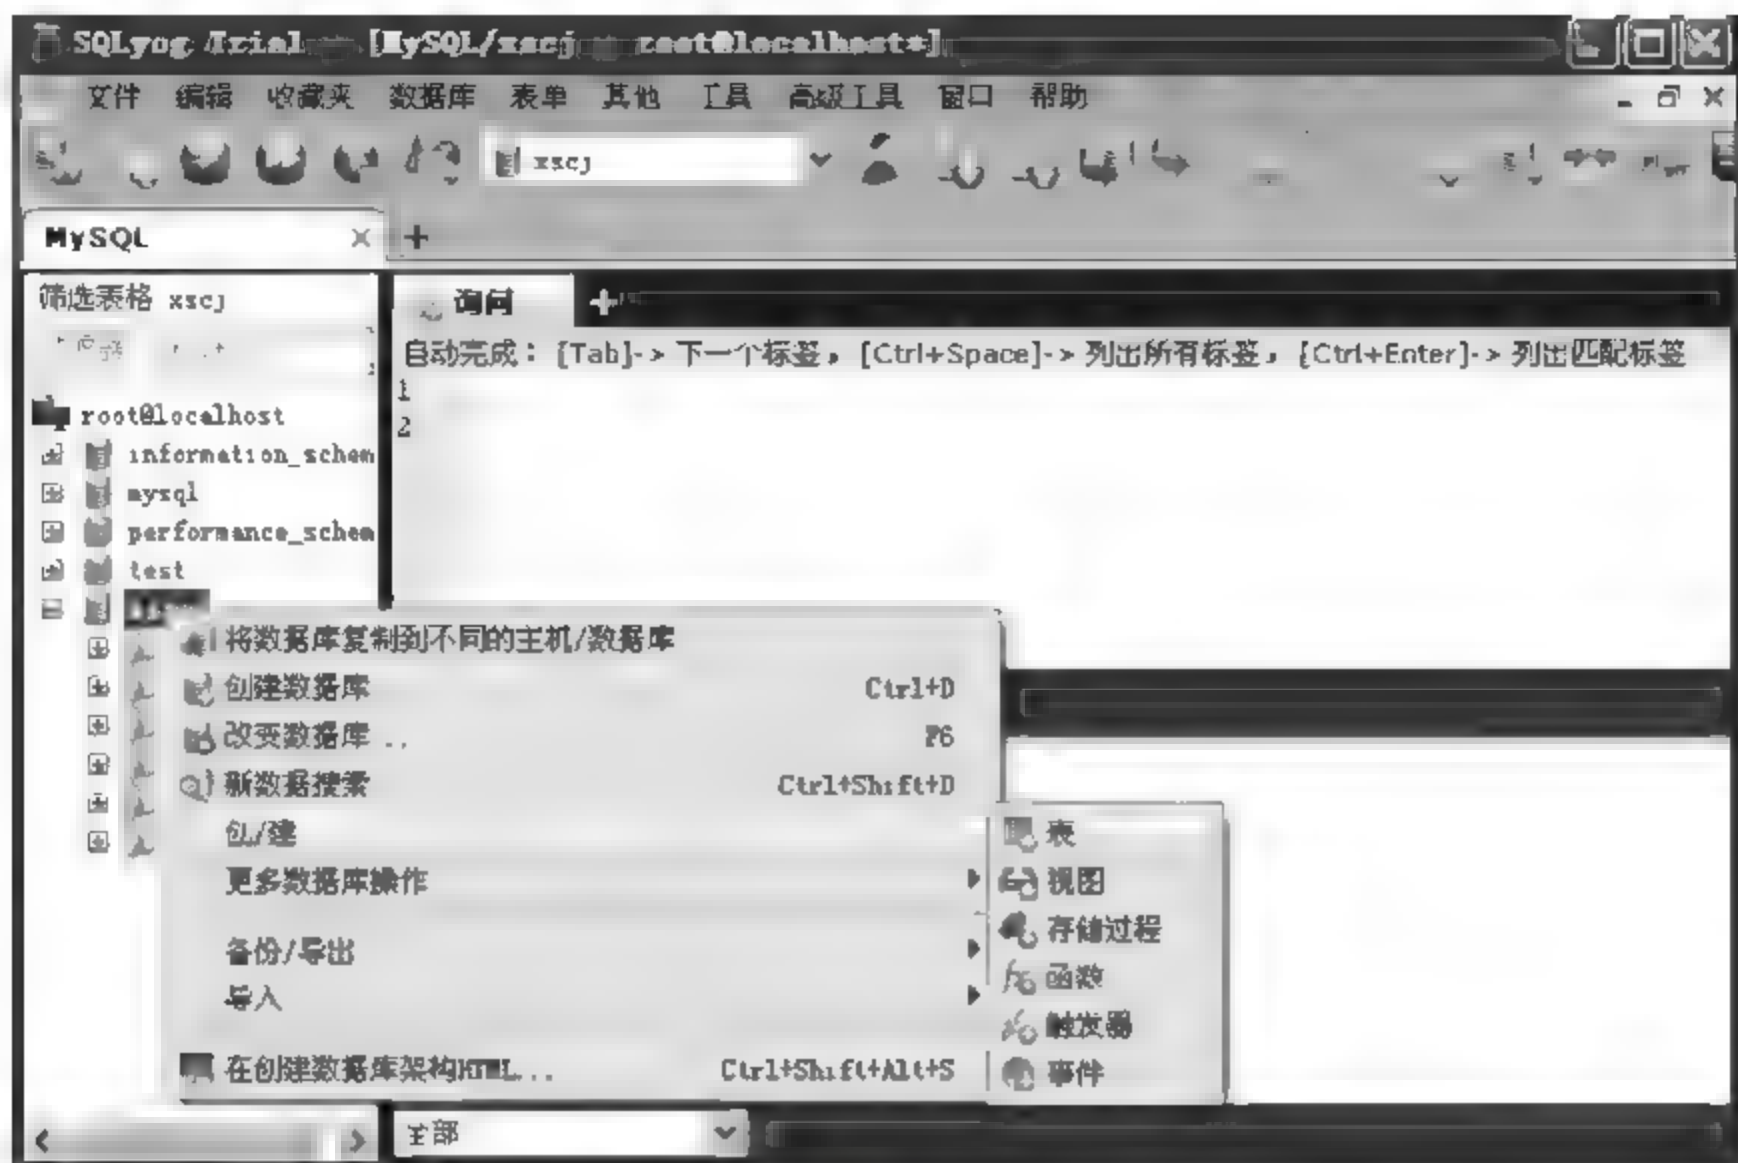 SQLyog Trial - [MySQL/xscj - root@localhost*]
文件 编辑 收藏夹 数据库 表单 其他 工具 高级工具 窗口 帮助
xscj
MySQL
筛选表格 xscj
询问
自动完成：[Tab]-> 下一个标签，[Ctrl+Space]-> 列出所有标签，[Ctrl+Enter]-> 列出匹配标签
1
2
root@localhost
information_schem
mysql
performance_schem
test
将数据库复制到不同的主机/数据库
创建数据库 Ctrl+D
改变数据库... F6
新数据搜索 Ctrl+Shift+D
创/建
更多数据库操作
备份/导出
导入
在创建数据库架构HTML... Ctrl+Shift+Alt+S
表
视图
存储过程
函数
触发器
事件
全部